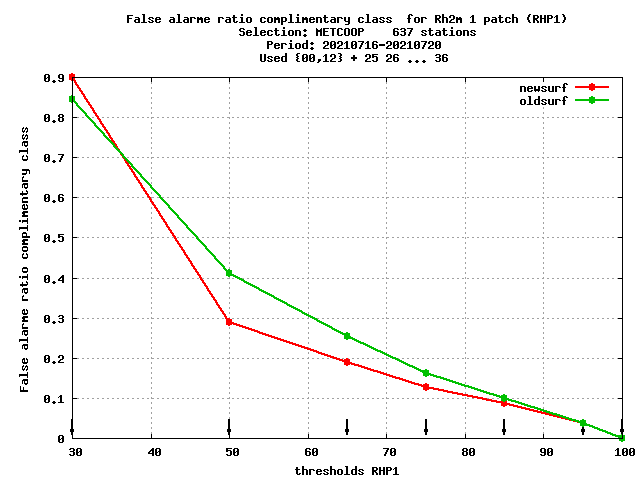 False alarme ratio complimentary class  for Rh2m 1 patch (RHP1)
Selection: METCOOP    637 stations
Period: 20210716-20210720
Used {00,12} + 25 26 ... 36
newsurf
oldsurf
False alarme ratio complimentary class
0.9
0.8
0.7
0.6
0.5
0.4
0.3
0.2
0.1
0
30 40 50 60 70 80 90 100
thresholds RHP1